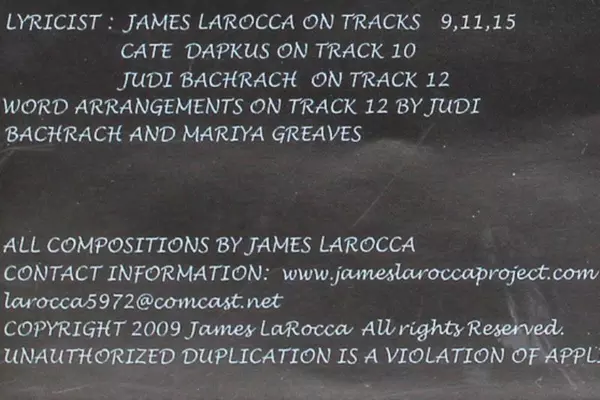 LYRICIST : JAMES LAROCCA ON TRACKS 9,11,15
CATE DAPKUS ON TRACK 10
JUDI BACHRACH ON TRACK 12
WORD ARRANGEMENTS ON TRACK 12 BY JUDI
BACHRACH AND MARIYA GREAVES
ALL COMPOSITIONS BY JAMES LAROCCA
CONTACT INFORMATION: www.jameslaroccaproject.com
larocca5972@comcast.net
COPYRIGHT 2009 James LaRocca All rights Reserved.
UNAUTHORIZED DUPLICATION IS A VIOLATION OF APPLI